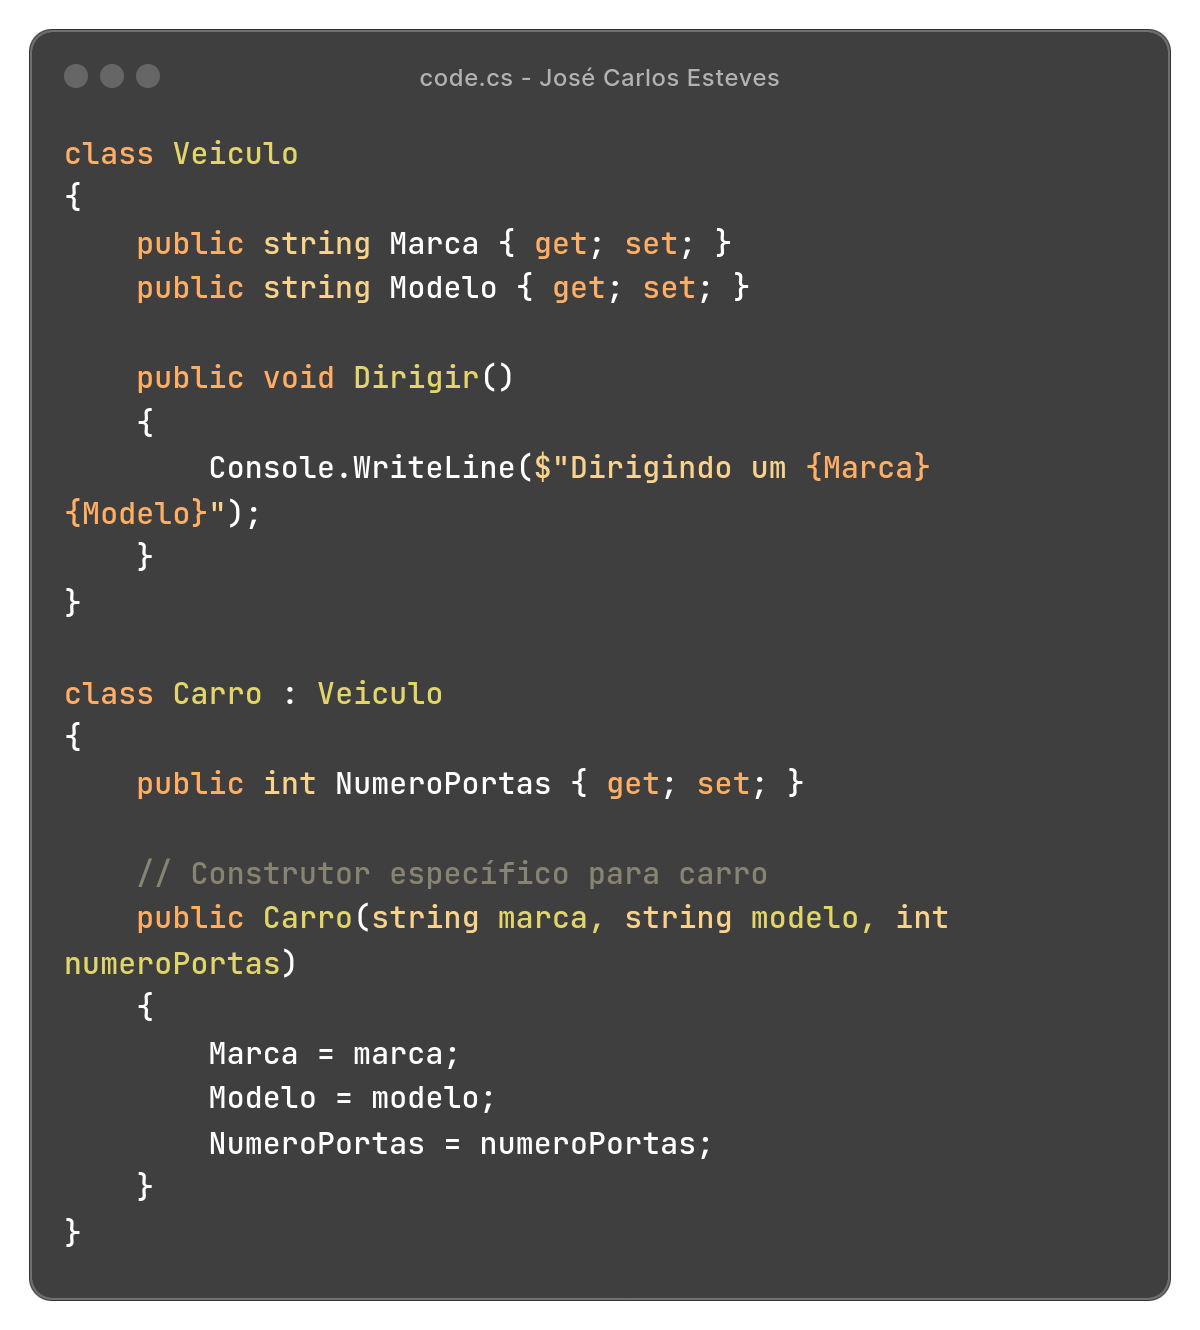 code.cs - José Carlos Esteves
class Veiculo
{
    public string Marca { get; set; }
    public string Modelo { get; set; }

    public void Dirigir()
    {
        Console.WriteLine($"Dirigindo um {Marca}
{Modelo}");
    }
}

class Carro : Veiculo
{
    public int NumeroPortas { get; set; }

    // Construtor específico para carro
    public Carro(string marca, string modelo, int
numeroPortas)
    {
        Marca = marca;
        Modelo = modelo;
        NumeroPortas = numeroPortas;
    }
}